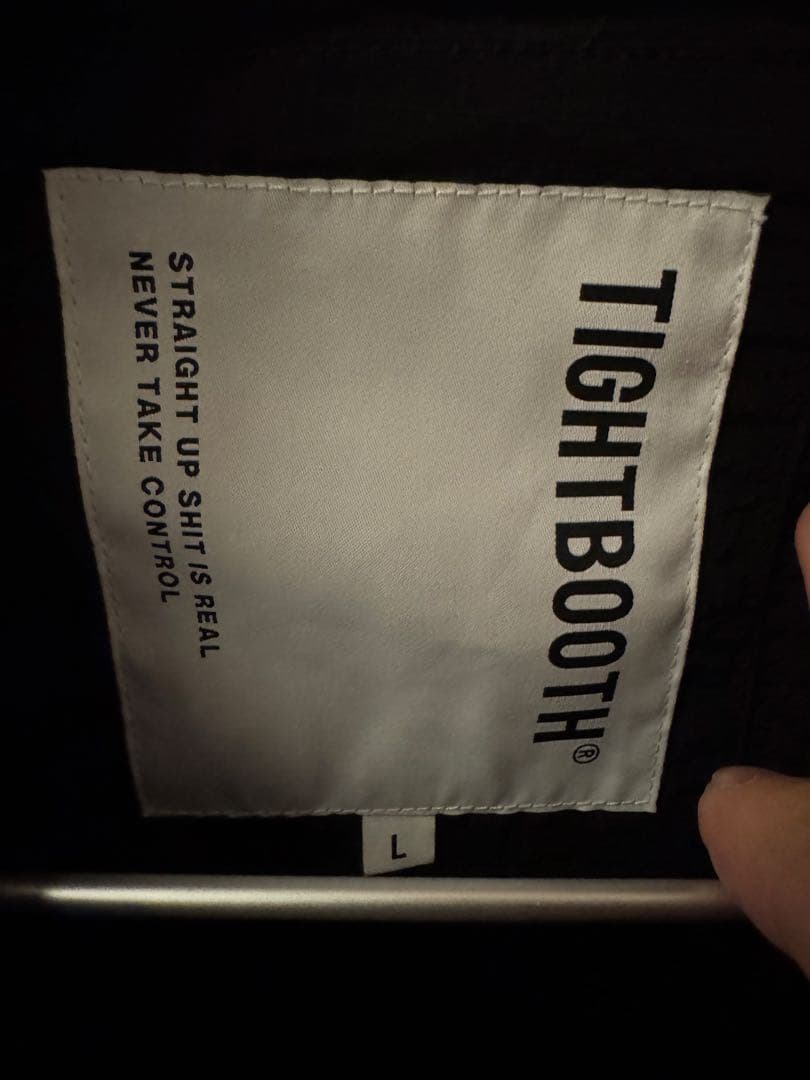 TIGHTBOOTH®
STRAIGHT UP SHIT IS REAL
NEVER TAKE CONTROL
L